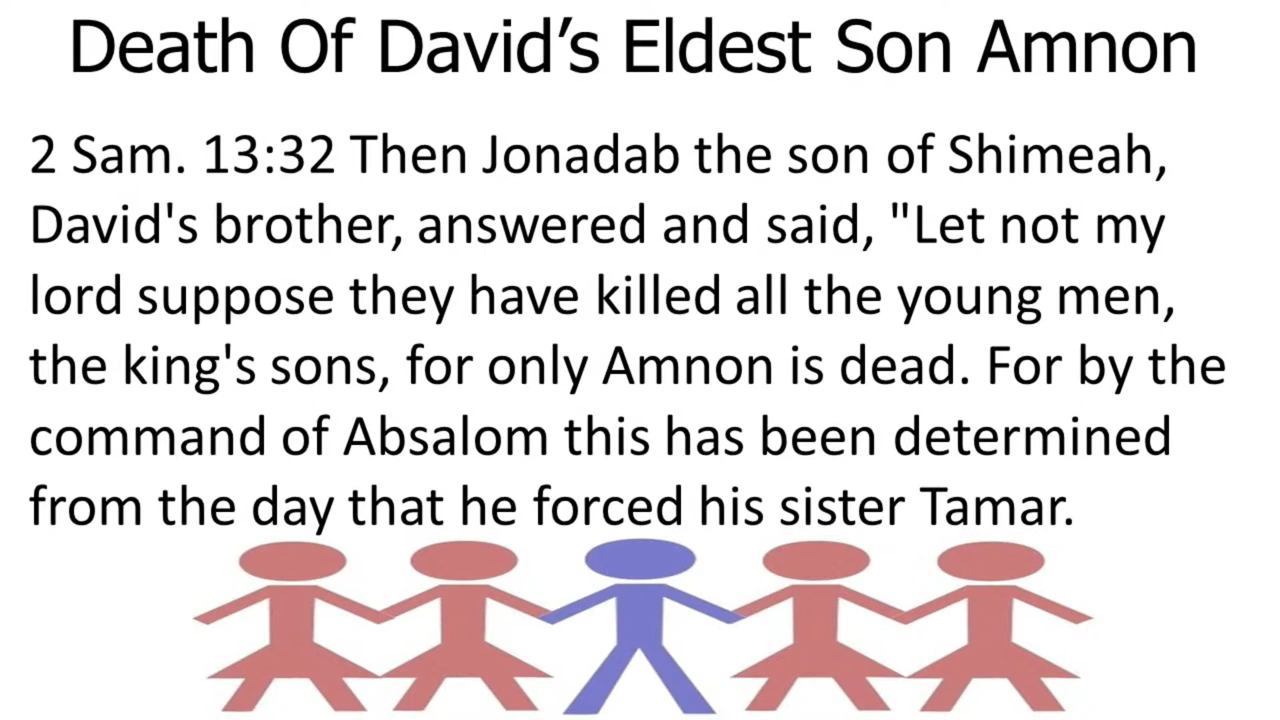 Death Of David’s Eldest Son Amnon
2 Sam. 13:32 Then Jonadab the son of Shimeah,
David's brother, answered and said, "Let not my
lord suppose they have killed all the young men,
the king's sons, for only Amnon is dead. For by the
command of Absalom this has been determined
from the day that he forced his sister Tamar.